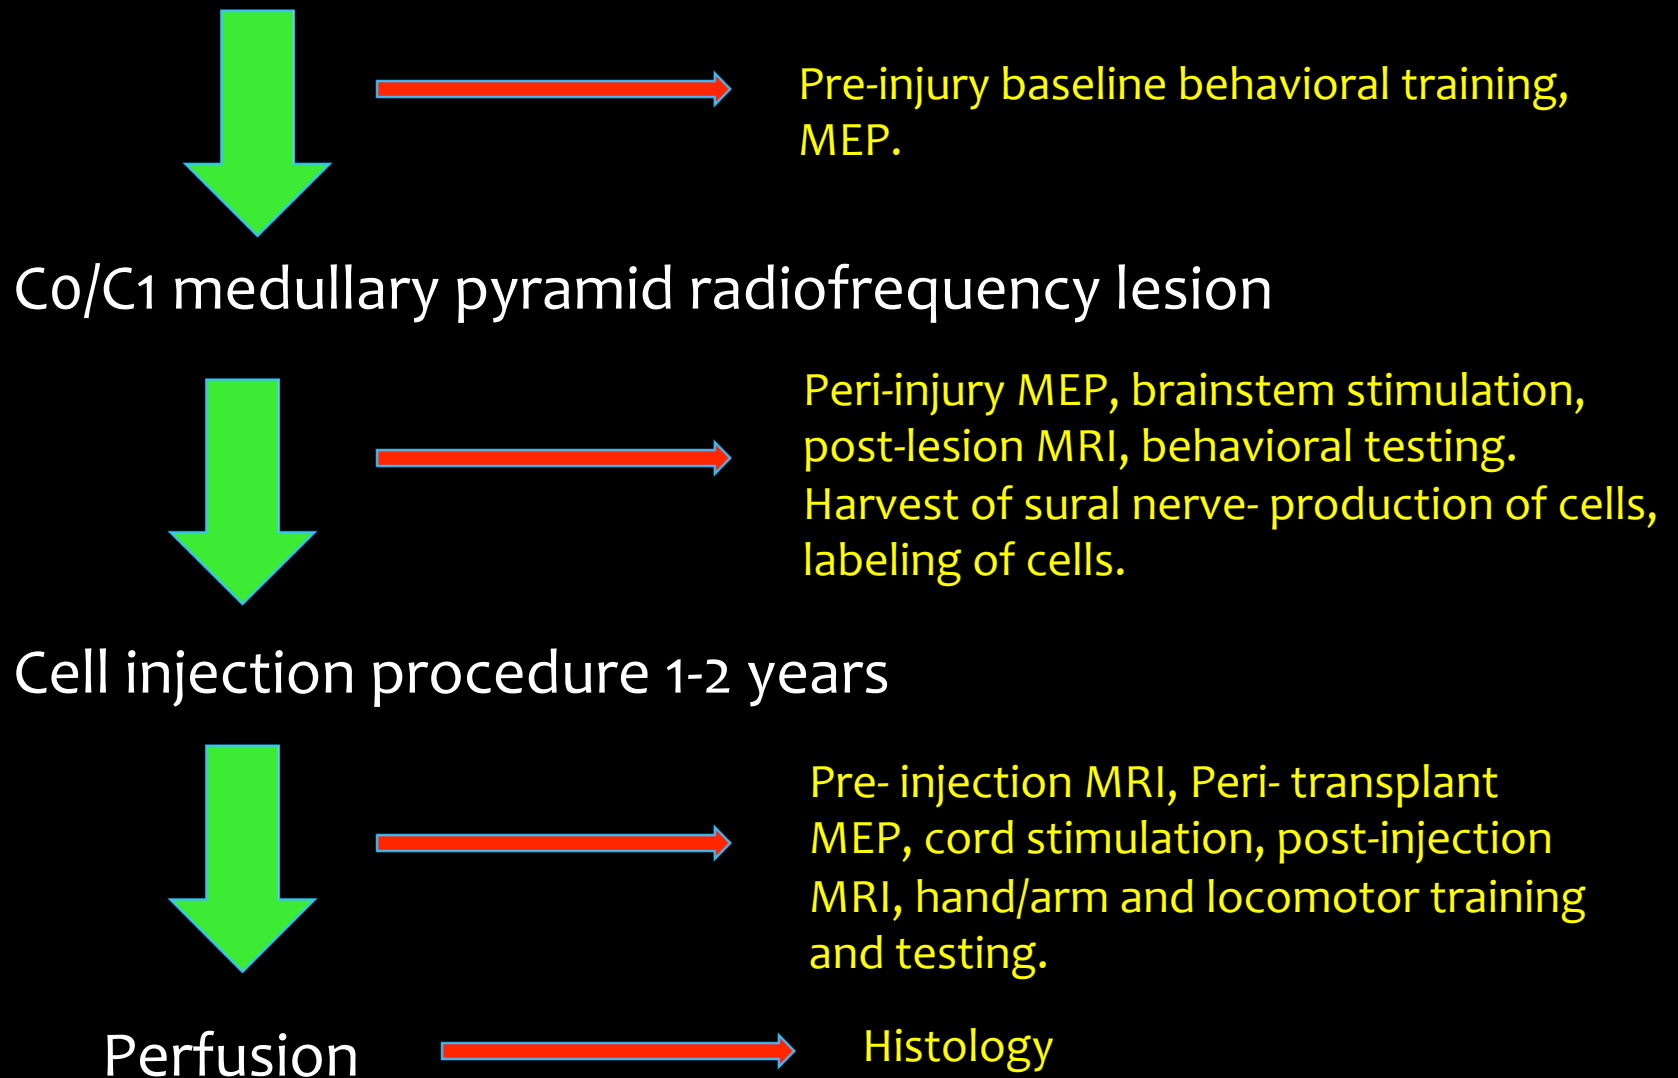 Pre-injury baseline behavioral training,
MEP.
C0/C1 medullary pyramid radiofrequency lesion
Peri-injury MEP, brainstem stimulation,
post-lesion MRI, behavioral testing.
Harvest of sural nerve- production of cells,
labeling of cells.
Cell injection procedure 1-2 years
Pre- injection MRI, Peri- transplant
MEP, cord stimulation, post-injection
MRI, hand/arm and locomotor training
and testing.
Perfusion
Histology